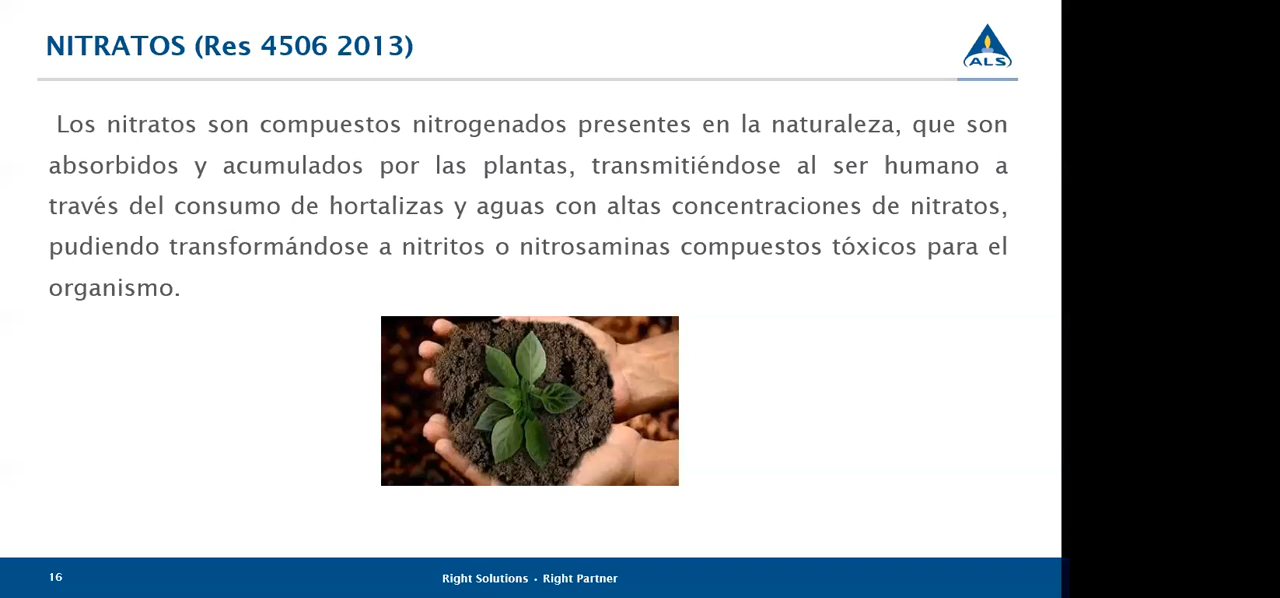 NITRATOS (Res 4506 2013)
ALS
Los nitratos son compuestos nitrogenados presentes en la naturaleza, que son
absorbidos y acumulados por las plantas, transmitiéndose al ser humano a
través del consumo de hortalizas y aguas con altas concentraciones de nitratos,
pudiendo transformándose a nitritos o nitrosaminas compuestos tóxicos para el
organismo.
16
Right Solutions • Right Partner